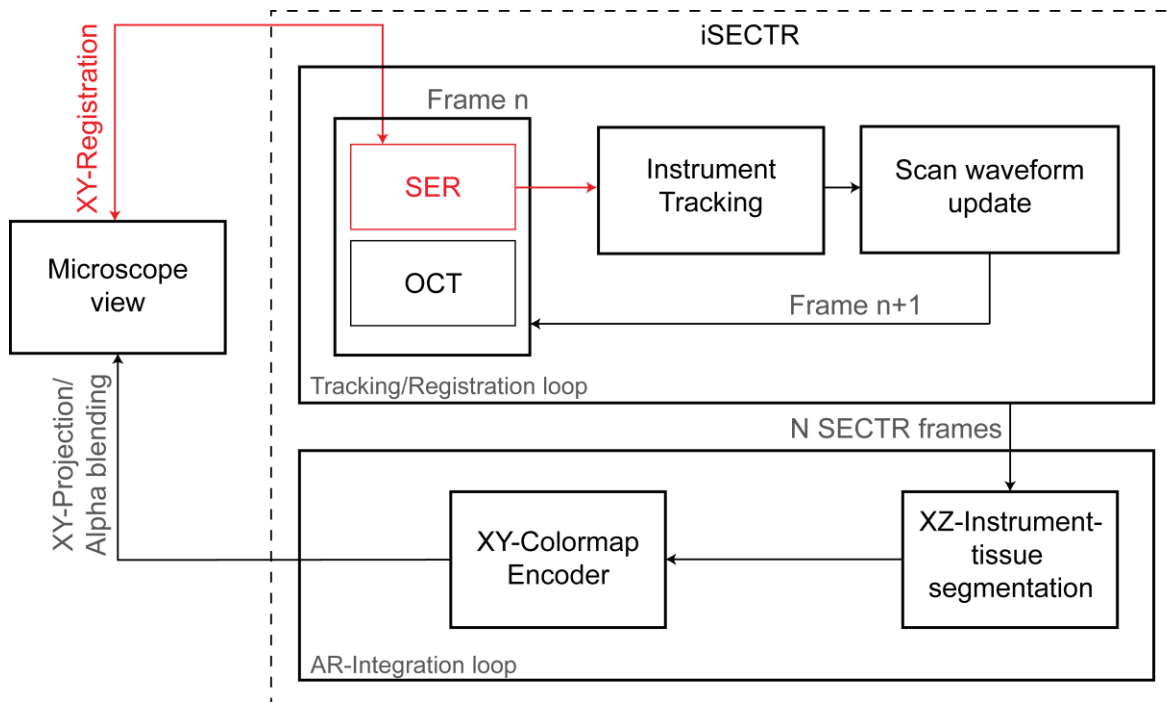 iSECTR
XY-Registration
Frame n
SER
Instrument
Tracking
Scan waveform
update
OCT
Frame n+1
Microscope
view
Tracking/Registration loop
N SECTR frames
XY-Projection/
Alpha blending
XY-Colormap
Encoder
XZ-Instrument-
tissue
segmentation
AR-Integration loop